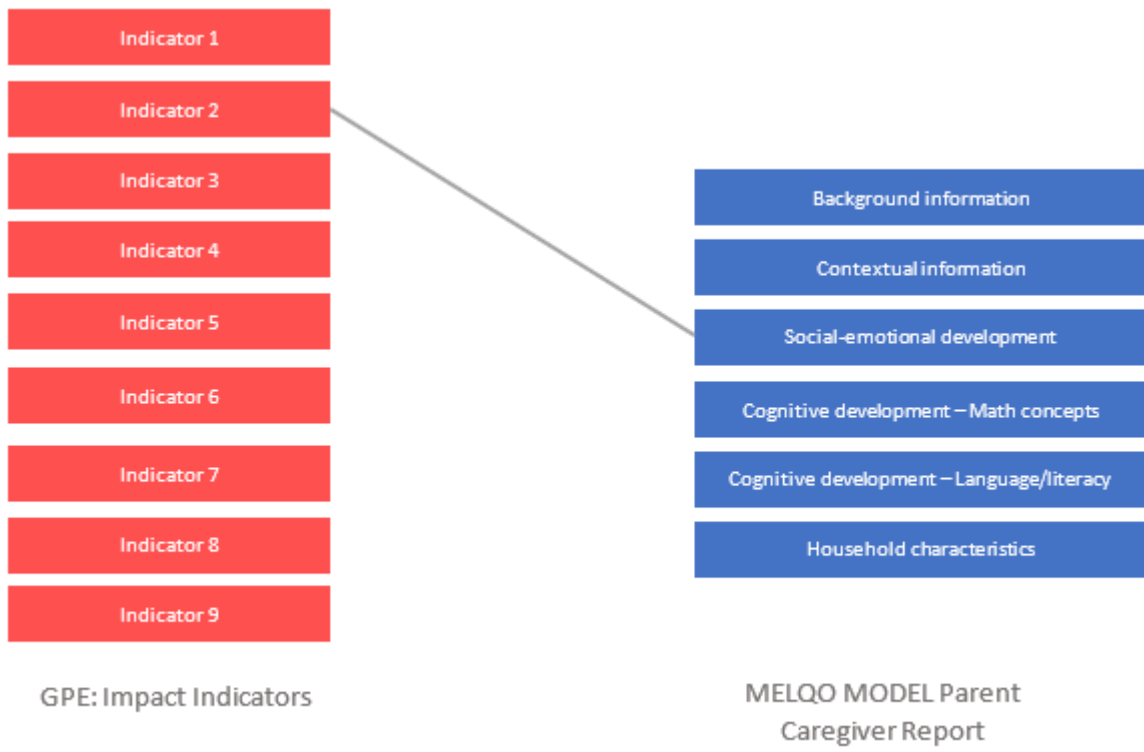 Indicator 1
Indicator 2
Indicator 3
Indicator 4
Indicator 5
Indicator 6
Indicator 7
Indicator 8
Indicator 9
GPE: Impact Indicators
Background information
Contextual information
Social-emotional development
Cognitive development – Math concepts
Cognitive development – Language/literacy
Household characteristics
MELQO MODEL Parent
Caregiver Report